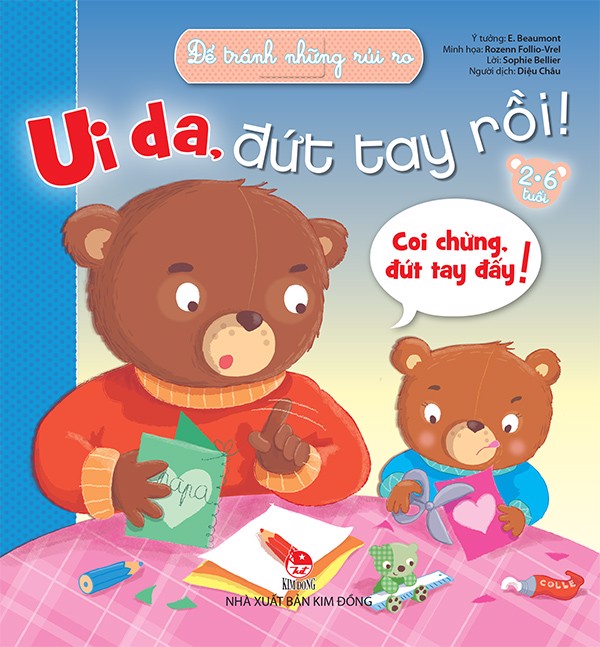 Ý tưởng: E. Beaumont
Minh họa: Rozenn Follio-Vrel
Lời: Sophie Bellier
Người dịch: Diệu Châu
Để tránh những rủi ro
Ui da, đứt tay rồi!
2•6
tuổi
Coi chừng,
đứt tay đấy!
papa
COLLE
KIM ĐỒNG
NHÀ XUẤT BẢN KIM ĐỒNG